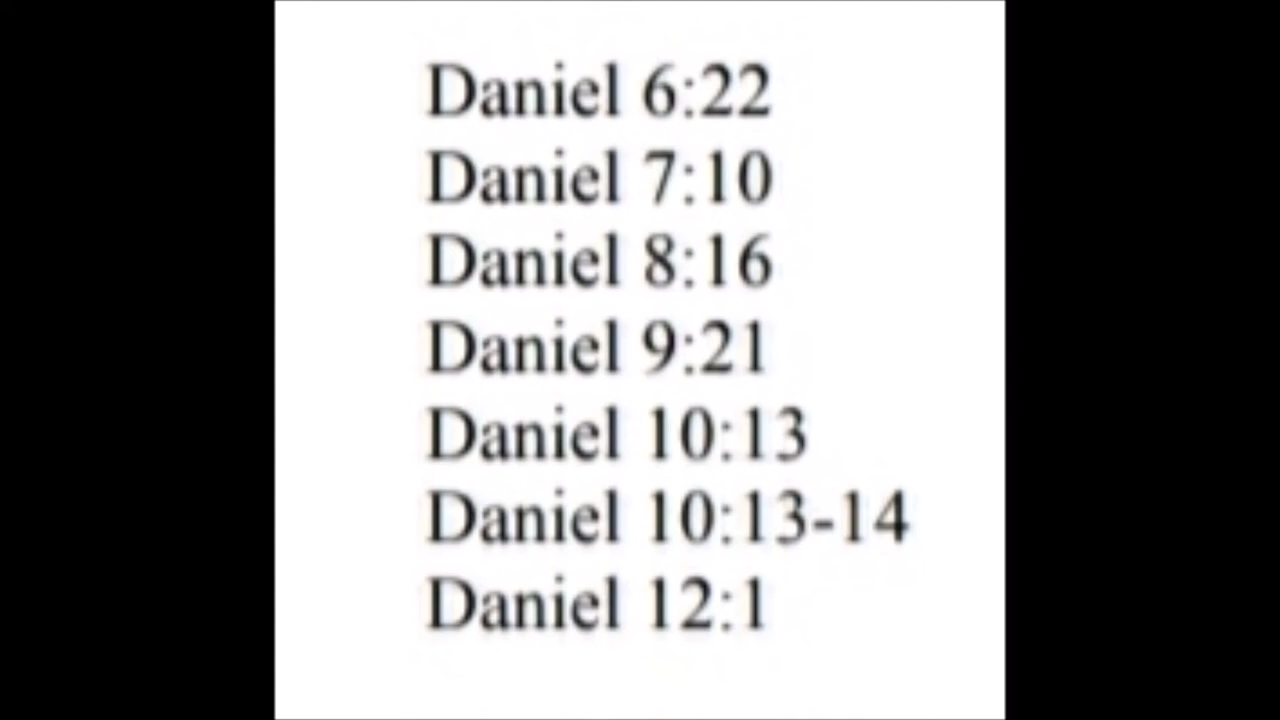 Daniel 6:22
Daniel 7:10
Daniel 8:16
Daniel 9:21
Daniel 10:13
Daniel 10:13-14
Daniel 12:1